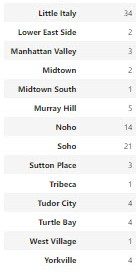 Little Italy 34
Lower East Side 2
Manhattan Valley 3
Midtown 2
Midtown South 1
Murray Hill 5
Noho 14
Soho 21
Sutton Place 3
Tribeca 1
Tudor City 4
Turtle Bay 4
West Village 1
Yorkville 4